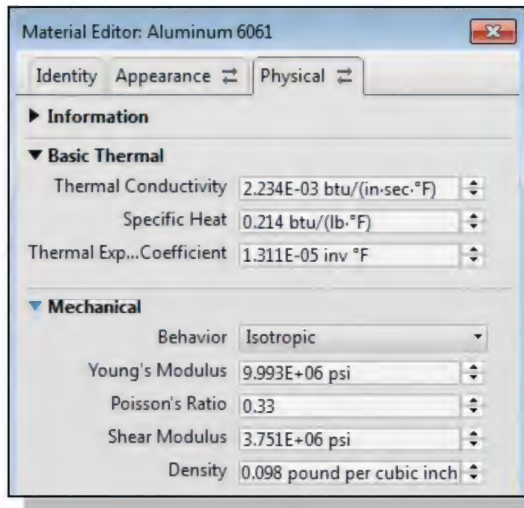 Material Editor: Aluminum 6061
Identity Appearance Physical
Information
Basic Thermal
Thermal Conductivity 2.234E-03 btu/(in·sec·°F)
Specific Heat 0.214 btu/(lb·°F)
Thermal Exp...Coefficient 1.311E-05 inv °F
Mechanical
Behavior Isotropic
Young's Modulus 9.993E+06 psi
Poisson's Ratio 0.33
Shear Modulus 3.751E+06 psi
Density 0.098 pound per cubic inch